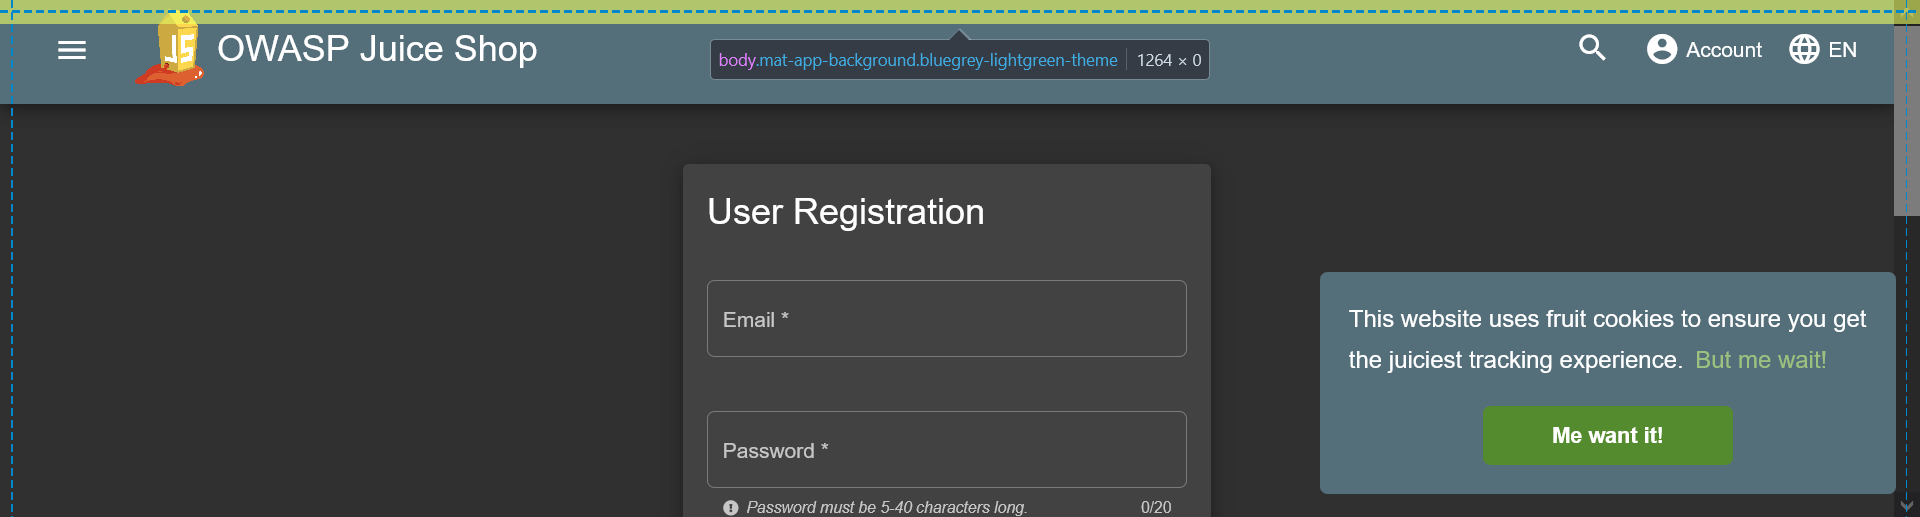 OWASP Juice Shop
body.mat-app-background.bluegrey-lightgreen-theme 1264 × 0
Account
EN
User Registration
Email *
Password *
Password must be 5-40 characters long. 0/20
This website uses fruit cookies to ensure you get
the juiciest tracking experience. But me wait!
Me want it!